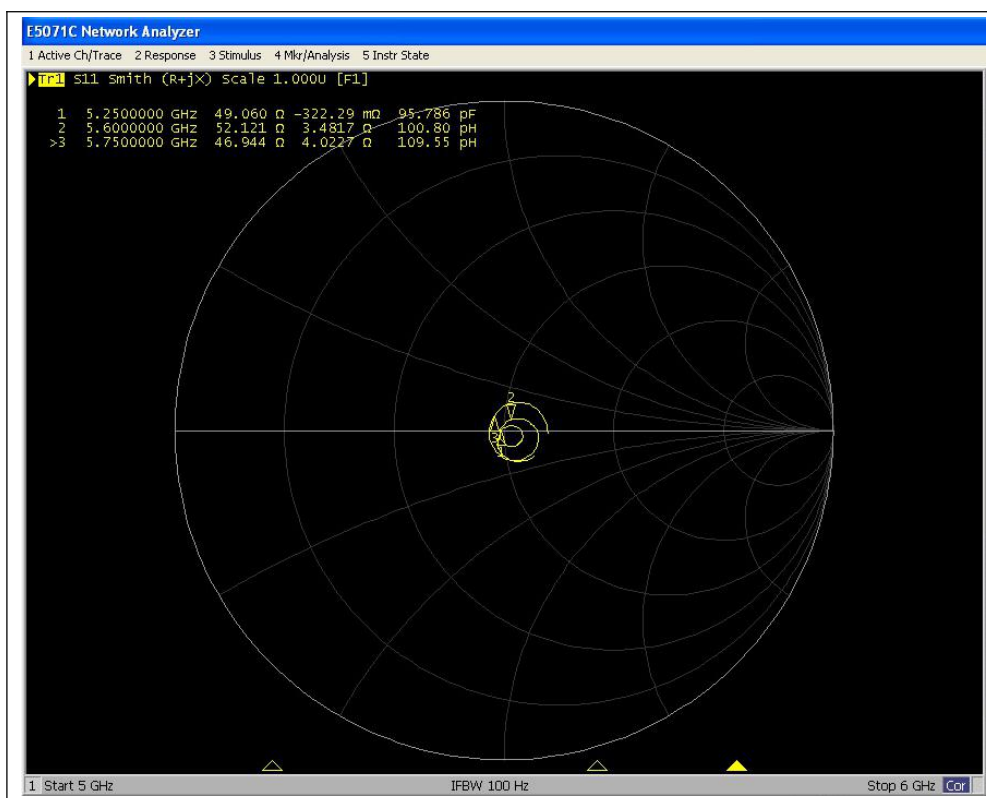 E5071C Network Analyzer
1 Active Ch/Trace 2 Response 3 Stimulus 4 Mkr/Analysis 5 Instr State
Tr1 S11 Smith (R+jX) Scale 1.000U [F1]
1 5.2500000 GHz 49.060 Ω -322.29 mΩ 95.786 pF
2 5.6000000 GHz 52.121 Ω 3.4817 Ω 100.80 pH
>3 5.7500000 GHz 46.944 Ω 4.0227 Ω 109.55 pH
2
3
1 Start 5 GHz IFBW 100 Hz Stop 6 GHz Cor